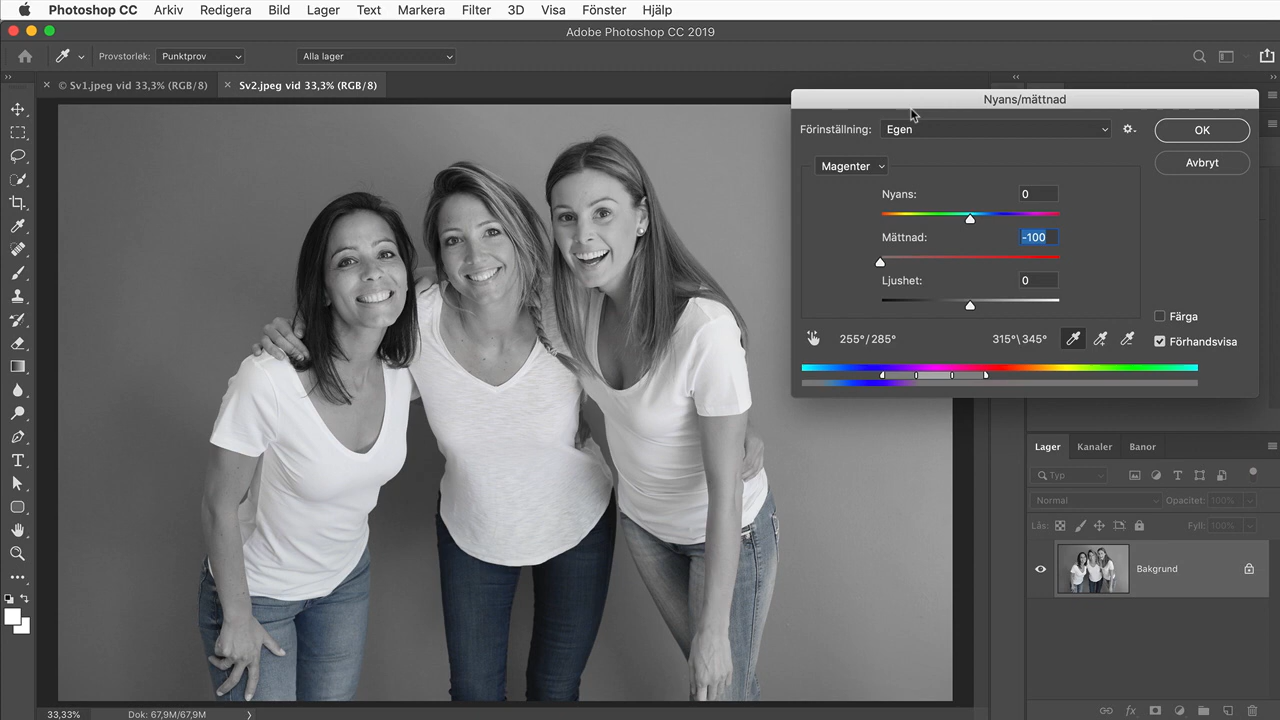 Photoshop CC Arkiv Redigera Bild Lager Text Markera Filter 3D Visa Fönster Hjälp
Adobe Photoshop CC 2019
Provstorlek: Punktprov Alla lager
© Sv1.jpeg vid 33,3% (RGB/8) Sv2.jpeg vid 33,3% (RGB/8)
Nyans/mättnad
Förinställning: Egen OK
Avbryt
Magenter
Nyans: 0
Mättnad: -100
Ljushet: 0
Färga
255°/285° 315°\345°
Förhandsvisa
Lager Kanaler Banor
Typ
Normal Opacitet: 100%
Lås: Fyll: 100%
Bakgrund
fx
33,33% Dok: 67,9M/67,9M